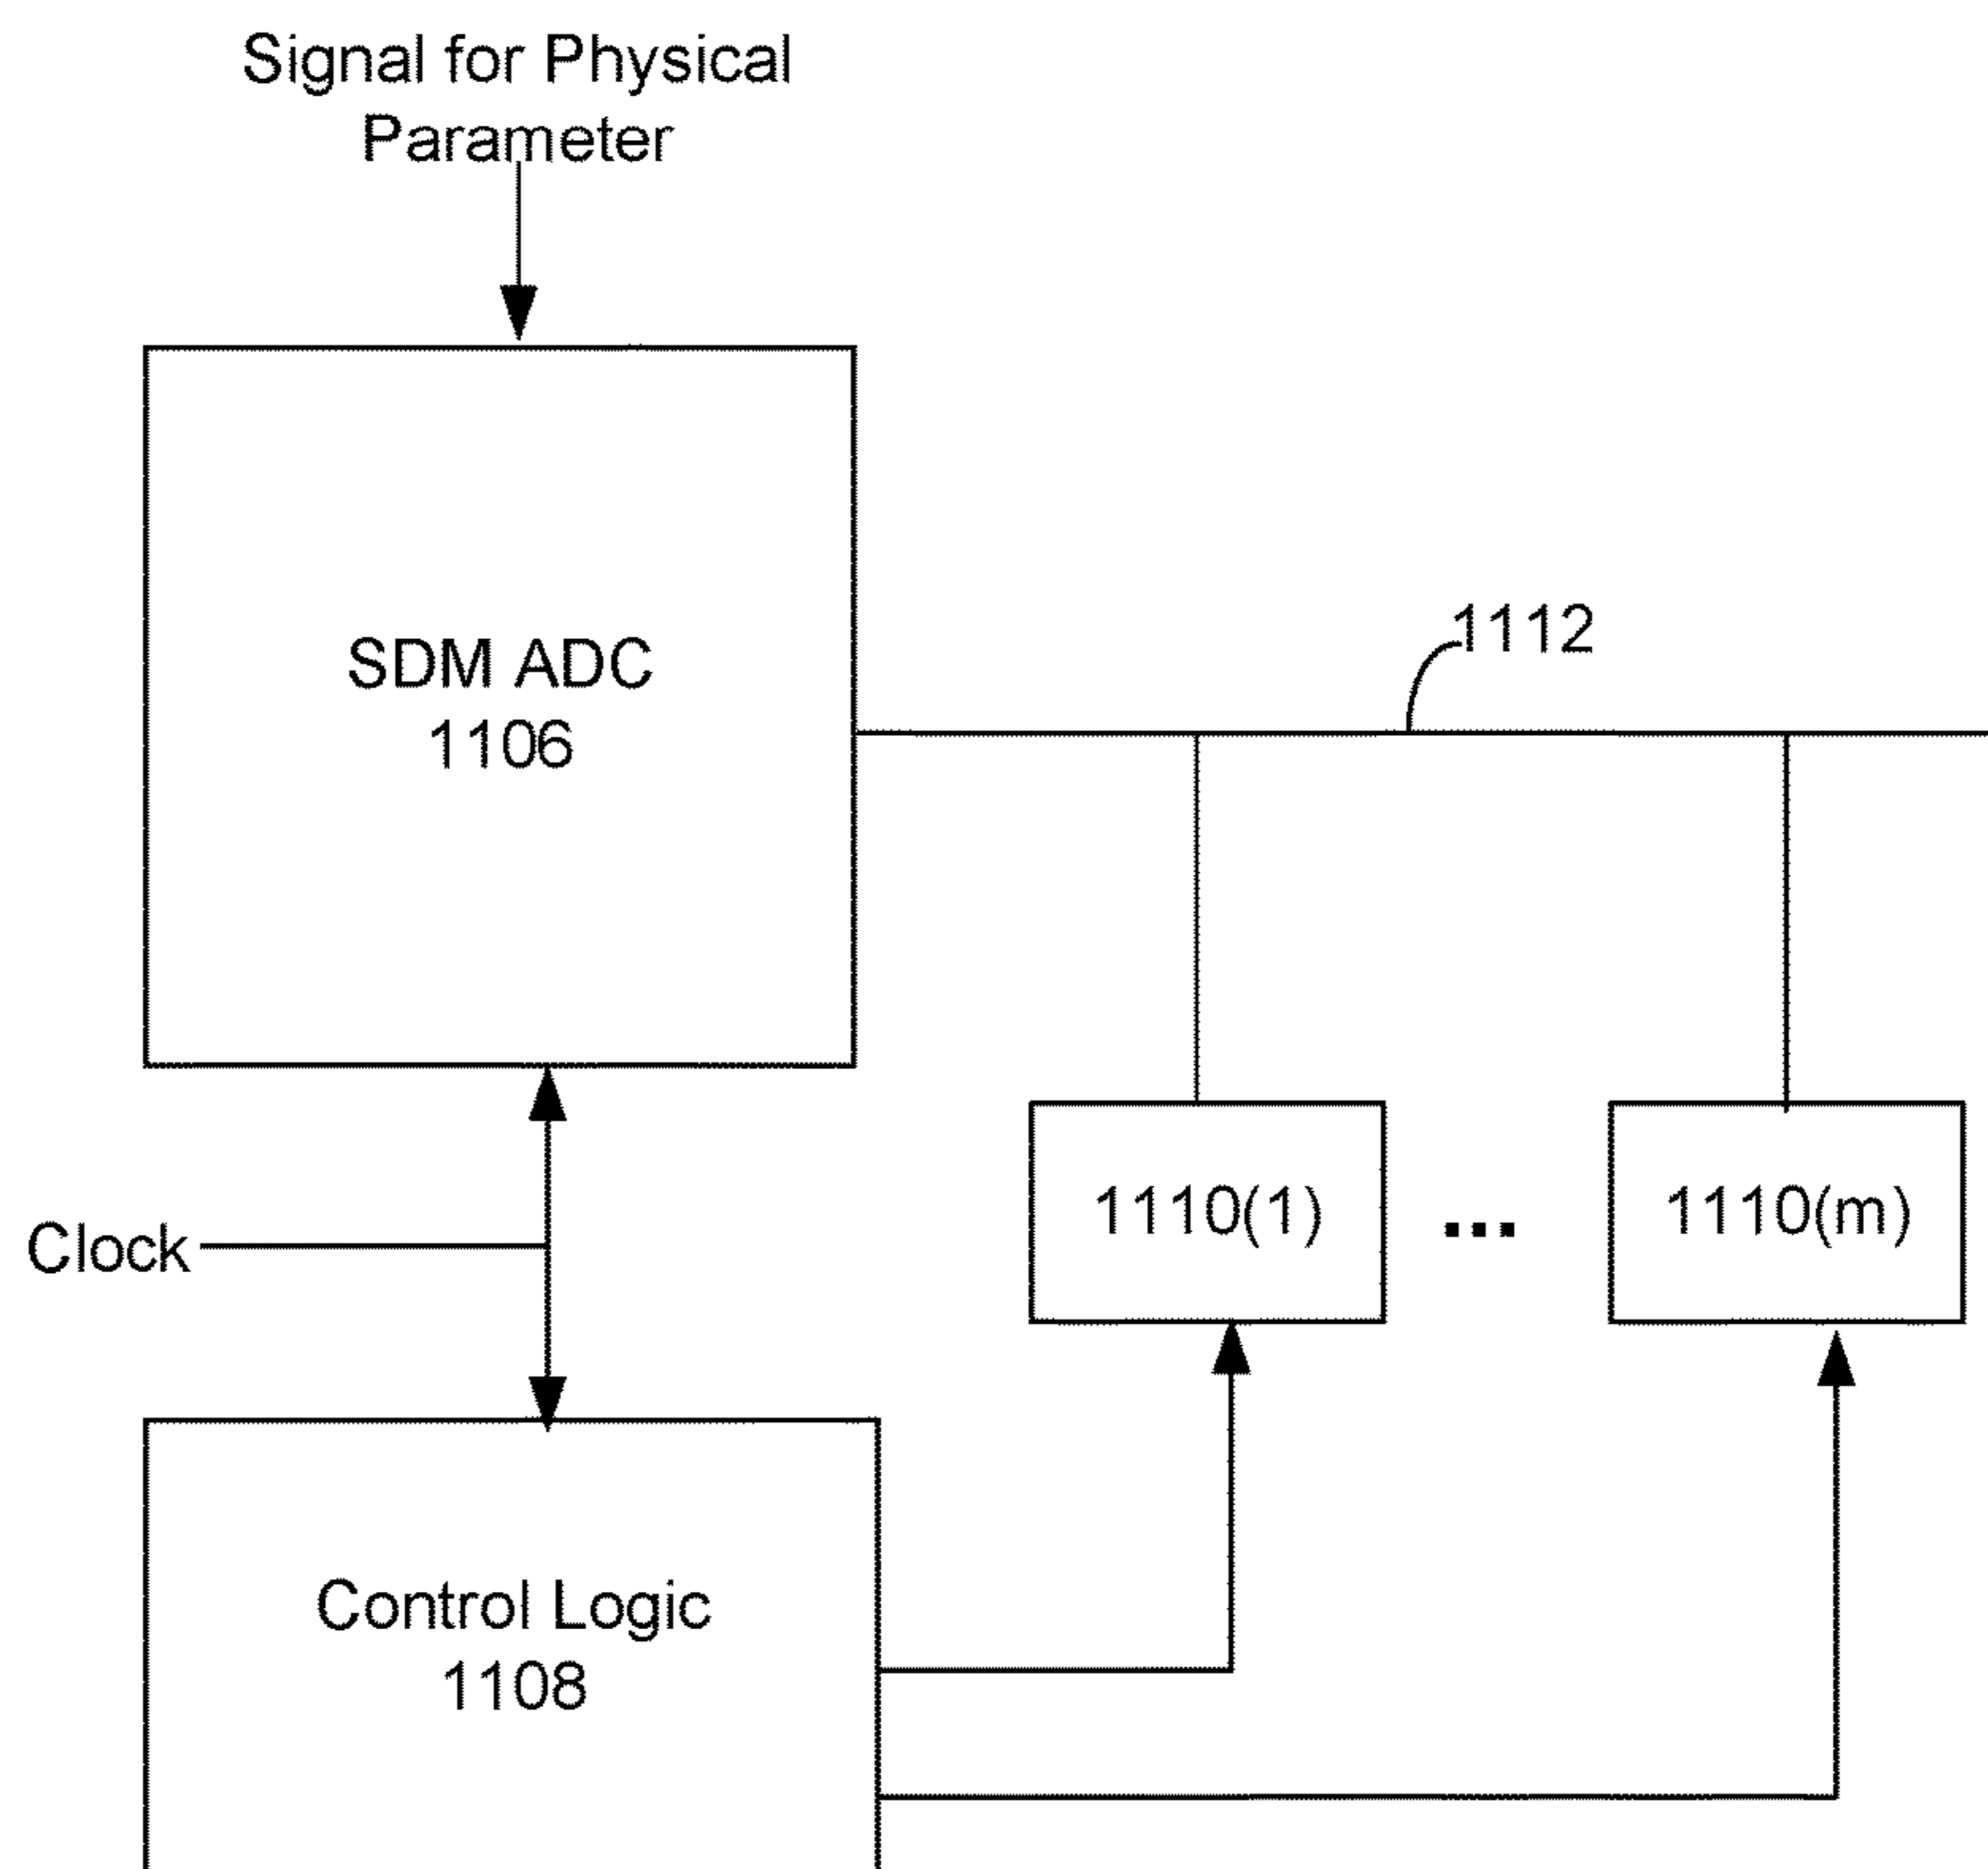 Signal for Physical
Parameter
SDM ADC
1106
1112
1110(1)
...
1110(m)
Clock
Control Logic
1108